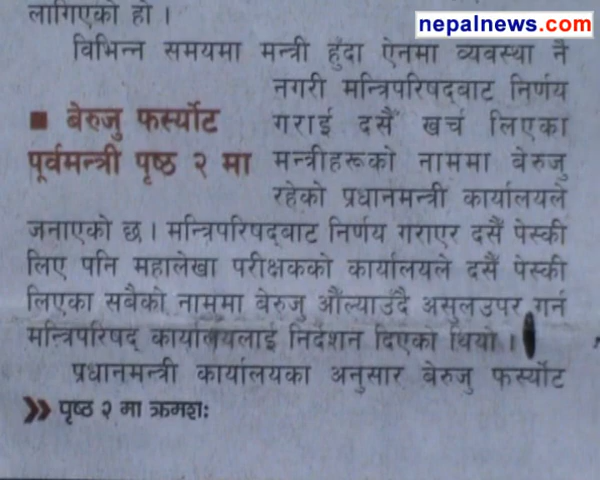 nepalnews.com
लागिएको हो ।
विभिन्न समयमा मन्त्री हुँदा ऐनमा व्यवस्था नै
नगरी मन्त्रिपरिषद्बाट निर्णय
गराई दसैँ खर्च लिएका
मन्त्रीहरूको नाममा बेरुजु
रहेको प्रधानमन्त्री कार्यालयले
■ बेरुजु फर्स्योट
पूर्वमन्त्री पृष्ठ २ मा
जनाएको छ । मन्त्रिपरिषद्बाट निर्णय गराएर दसैँ पेस्की
लिए पनि महालेखा परीक्षकको कार्यालयले दसैँ पेस्की
लिएका सबैको नाममा बेरुजु औँल्याउँदै असुलउपर गर्न
मन्त्रिपरिषद् कार्यालयलाई निर्देशन दिएको थियो ।
प्रधानमन्त्री कार्यालयका अनुसार बेरुजु फर्स्योट
›› पृष्ठ २ मा क्रमशः